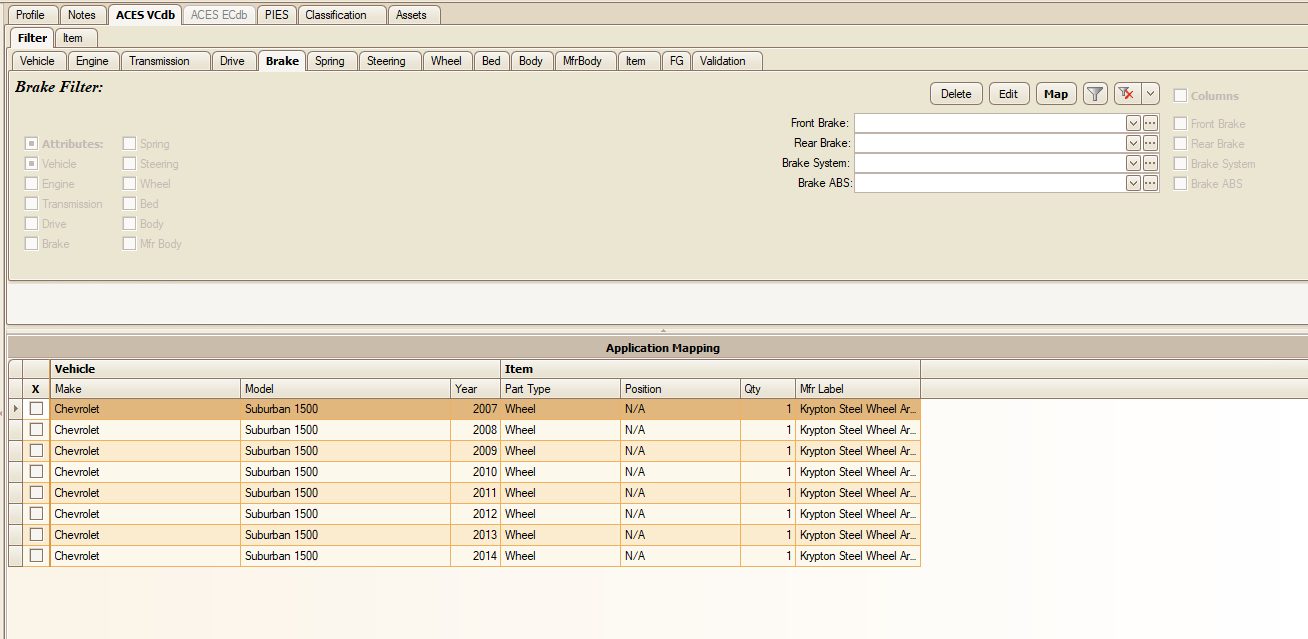 Profile Notes ACES VCdb ACES ECdb PIES Classification Assets
Filter Item
Vehicle Engine Transmission Drive Brake Spring Steering Wheel Bed Body MfrBody Item FG Validation
Brake Filter:
Delete Edit Map Columns
Front Brake: Front Brake
Rear Brake: Rear Brake
Brake System: Brake System
Brake ABS: Brake ABS
Attributes: Spring
Vehicle Steering
Engine Wheel
Transmission Bed
Drive Body
Brake Mfr Body
Application Mapping
Vehicle Item
X Make Model Year Part Type Position Qty Mfr Label
Chevrolet Suburban 1500 2007 Wheel N/A 1 Krypton Steel Wheel Ar...
Chevrolet Suburban 1500 2008 Wheel N/A 1 Krypton Steel Wheel Ar...
Chevrolet Suburban 1500 2009 Wheel N/A 1 Krypton Steel Wheel Ar...
Chevrolet Suburban 1500 2010 Wheel N/A 1 Krypton Steel Wheel Ar...
Chevrolet Suburban 1500 2011 Wheel N/A 1 Krypton Steel Wheel Ar...
Chevrolet Suburban 1500 2012 Wheel N/A 1 Krypton Steel Wheel Ar...
Chevrolet Suburban 1500 2013 Wheel N/A 1 Krypton Steel Wheel Ar...
Chevrolet Suburban 1500 2014 Wheel N/A 1 Krypton Steel Wheel Ar...